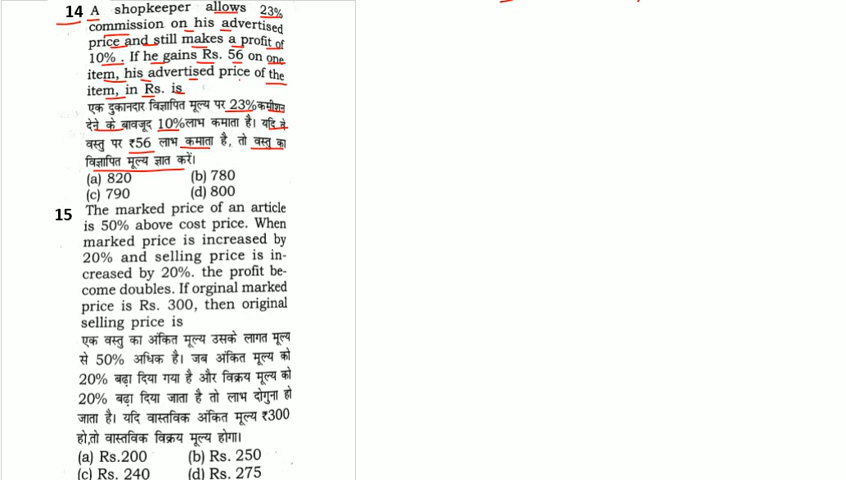 14 A shopkeeper allows 23%
commission on his advertised
price and still makes a profit of
10% . If he gains Rs. 56 on one
item, his advertised price of the
item, in Rs. is
एक दुकानदार विज्ञापित मूल्य पर 23% कमीशन
देने के बावजूद 10% लाभ कमाता है। यदि वे
वस्तु पर ₹56 लाभ कमाता है, तो वस्तु का
विज्ञापित मूल्य ज्ञात करें।
(a) 820 (b) 780
(c) 790 (d) 800
15 The marked price of an article
is 50% above cost price. When
marked price is increased by
20% and selling price is in-
creased by 20%. the profit be-
come doubles. If orginal marked
price is Rs. 300, then original
selling price is
एक वस्तु का अंकित मूल्य उसके लागत मूल्य
से 50% अधिक है। जब अंकित मूल्य को
20% बढ़ा दिया गया है और विक्रय मूल्य को
20% बढ़ा दिया जाता है तो लाभ दोगुना हो
जाता है। यदि वास्तविक अंकित मूल्य ₹300
हो,तो वास्तविक विक्रय मूल्य होगा।
(a) Rs.200 (b) Rs. 250
(c) Rs. 240 (d) Rs. 275